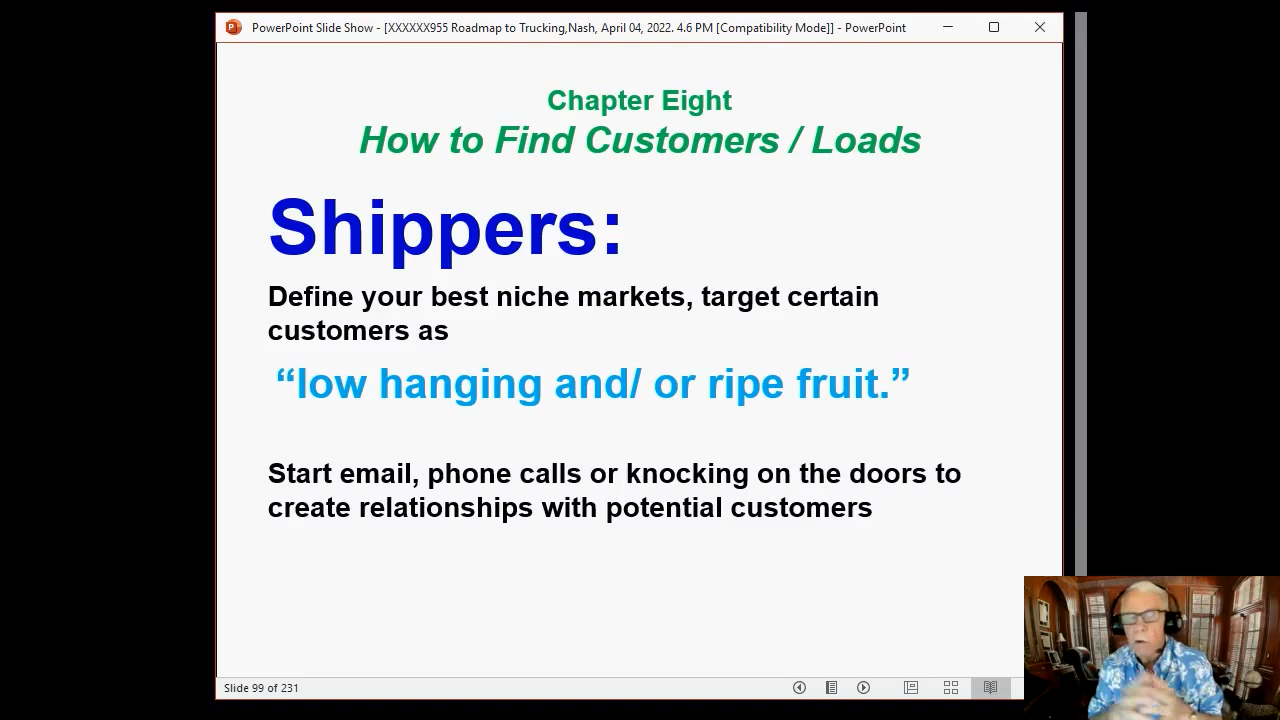 PowerPoint Slide Show - [XXXXXX955 Roadmap to Trucking,Nash, April 04, 2022. 4.6 PM [Compatibility Mode]] - PowerPoint
Chapter Eight
How to Find Customers / Loads
Shippers:
Define your best niche markets, target certain
customers as
“low hanging and/ or ripe fruit.”
Start email, phone calls or knocking on the doors to
create relationships with potential customers
Slide 99 of 231